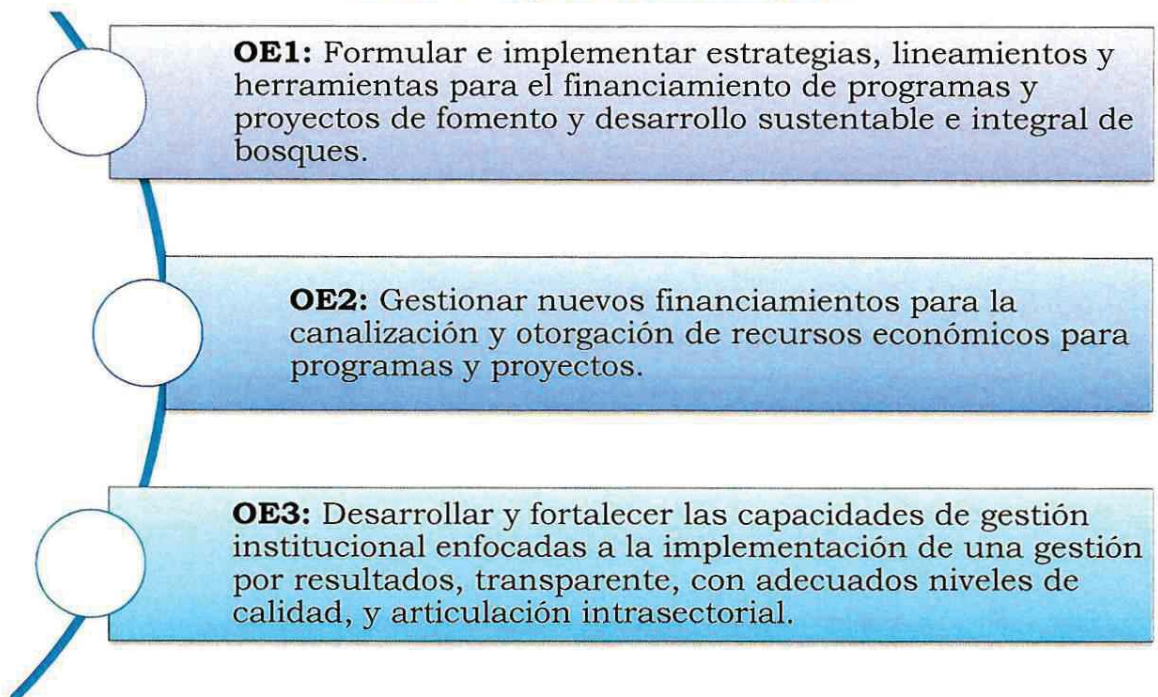 OE1: Formular e implementar estrategias, lineamientos y
herramientas para el financiamiento de programas y
proyectos de fomento y desarrollo sustentable e integral de
bosques.
OE2: Gestionar nuevos financiamientos para la
canalización y otorgación de recursos económicos para
programas y proyectos.
OE3: Desarrollar y fortalecer las capacidades de gestión
institucional enfocadas a la implementación de una gestión
por resultados, transparente, con adecuados niveles de
calidad, y articulación intrasectorial.